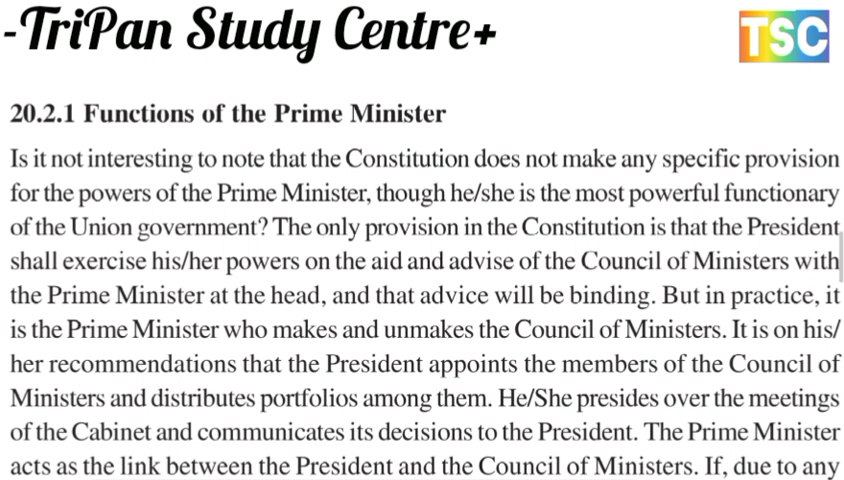 -TriPan Study Centre+
TSC
20.2.1 Functions of the Prime Minister
Is it not interesting to note that the Constitution does not make any specific provision
for the powers of the Prime Minister, though he/she is the most powerful functionary
of the Union government? The only provision in the Constitution is that the President
shall exercise his/her powers on the aid and advise of the Council of Ministers with
the Prime Minister at the head, and that advice will be binding. But in practice, it
is the Prime Minister who makes and unmakes the Council of Ministers. It is on his/
her recommendations that the President appoints the members of the Council of
Ministers and distributes portfolios among them. He/She presides over the meetings
of the Cabinet and communicates its decisions to the President. The Prime Minister
acts as the link between the President and the Council of Ministers. If, due to any